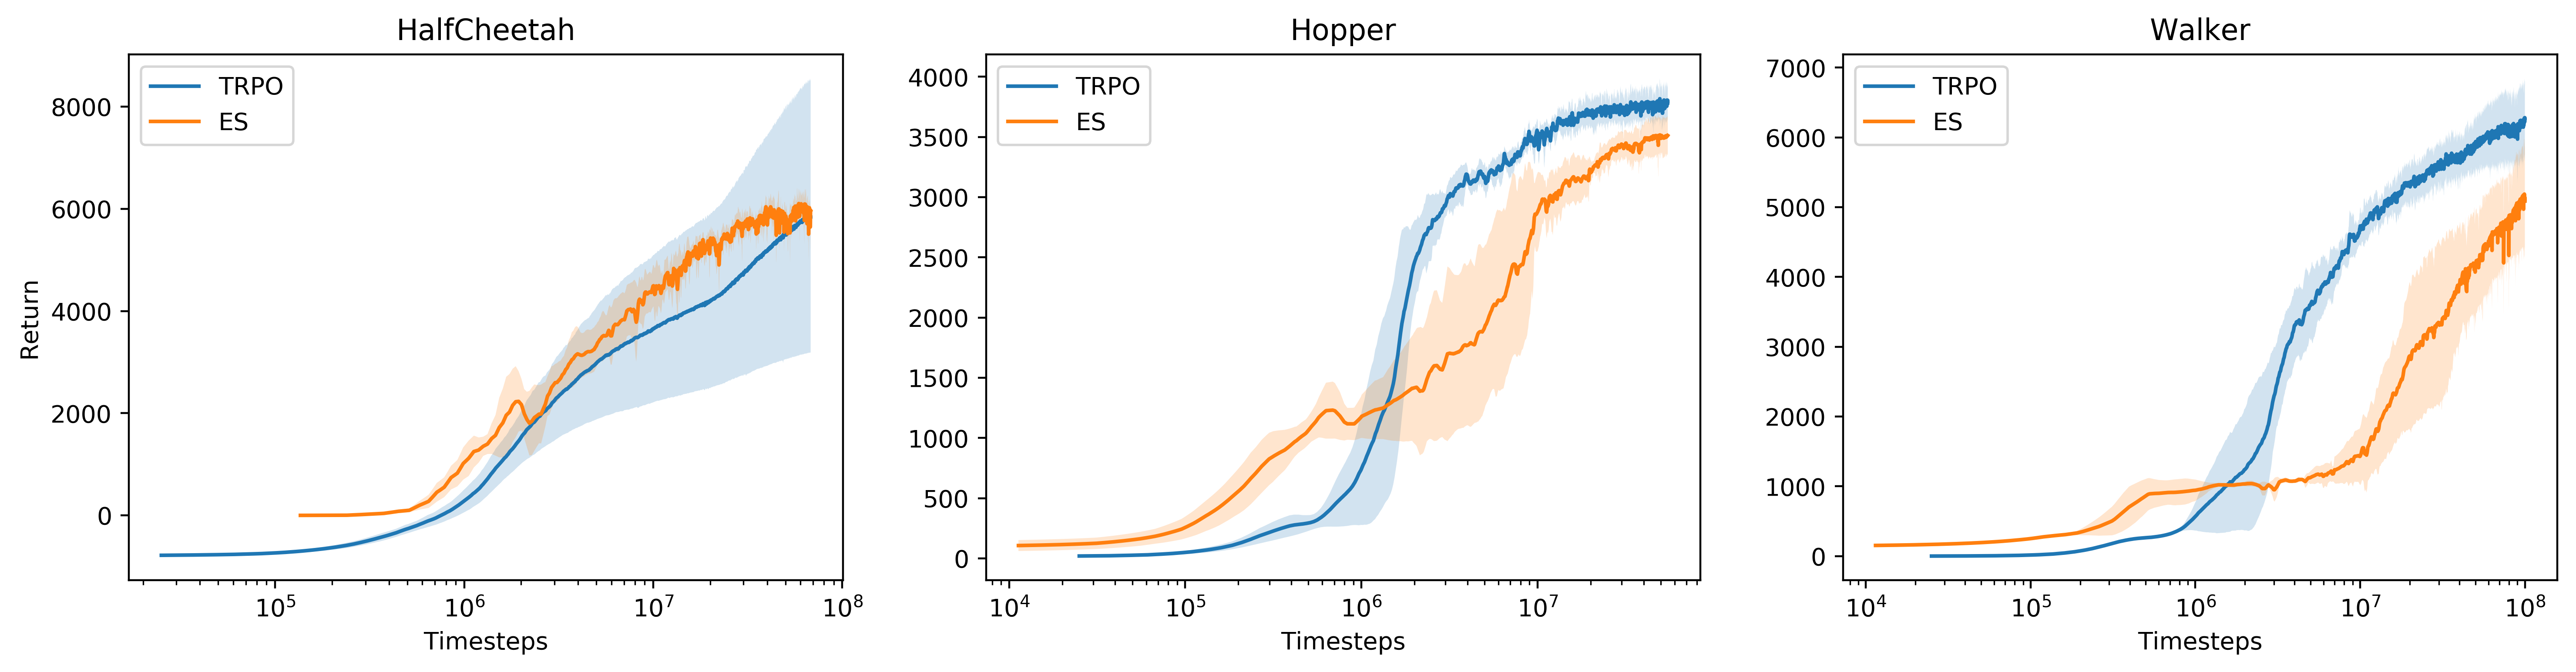 HalfCheetah
TRPO
ES
Return
8000
6000
4000
2000
0
10⁵ 10⁶ 10⁷ 10⁸
Timesteps
Hopper
TRPO
ES
4000
3500
3000
2500
2000
1500
1000
500
0
10⁴ 10⁵ 10⁶ 10⁷
Timesteps
Walker
TRPO
ES
7000
6000
5000
4000
3000
2000
1000
0
10⁴ 10⁵ 10⁶ 10⁷ 10⁸
Timesteps